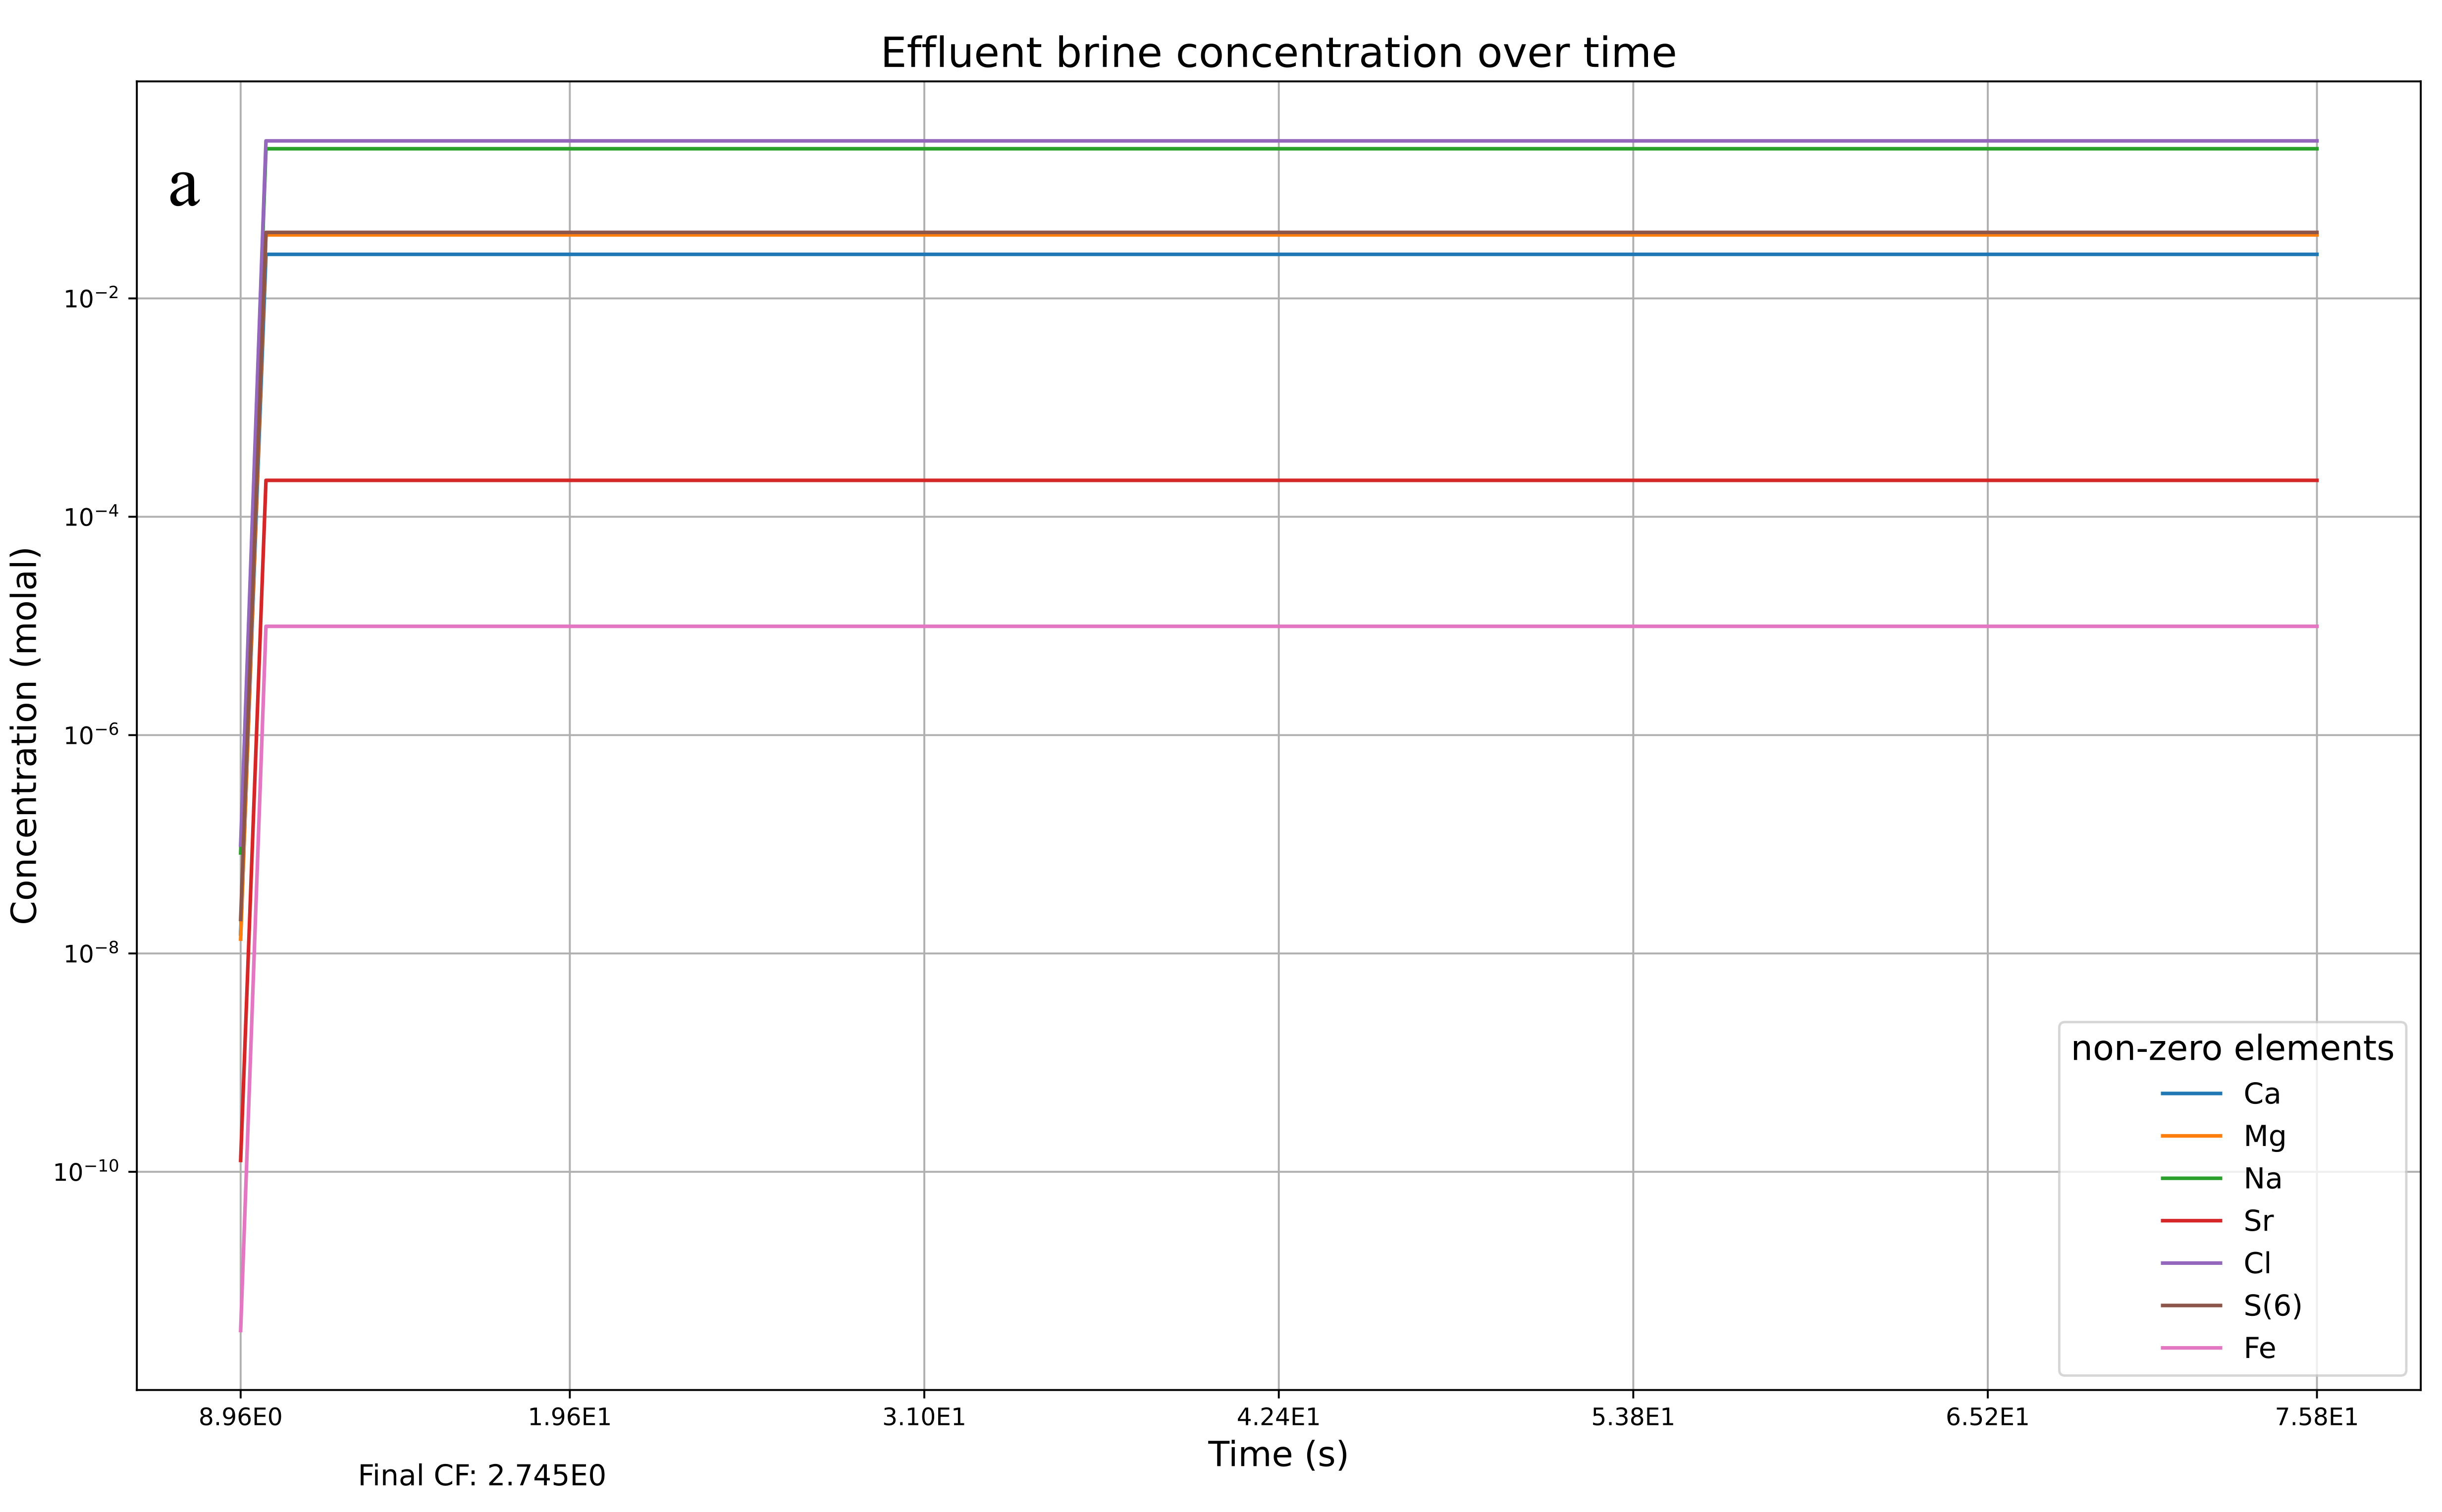 Effluent brine concentration over time
a
Concentration (molal)
10⁻²
10⁻⁴
10⁻⁶
10⁻⁸
10⁻¹⁰
non-zero elements
Ca
Mg
Na
Sr
Cl
S(6)
Fe
8.96E0 1.96E1 3.10E1 4.24E1 5.38E1 6.52E1 7.58E1
Time (s)
Final CF: 2.745E0